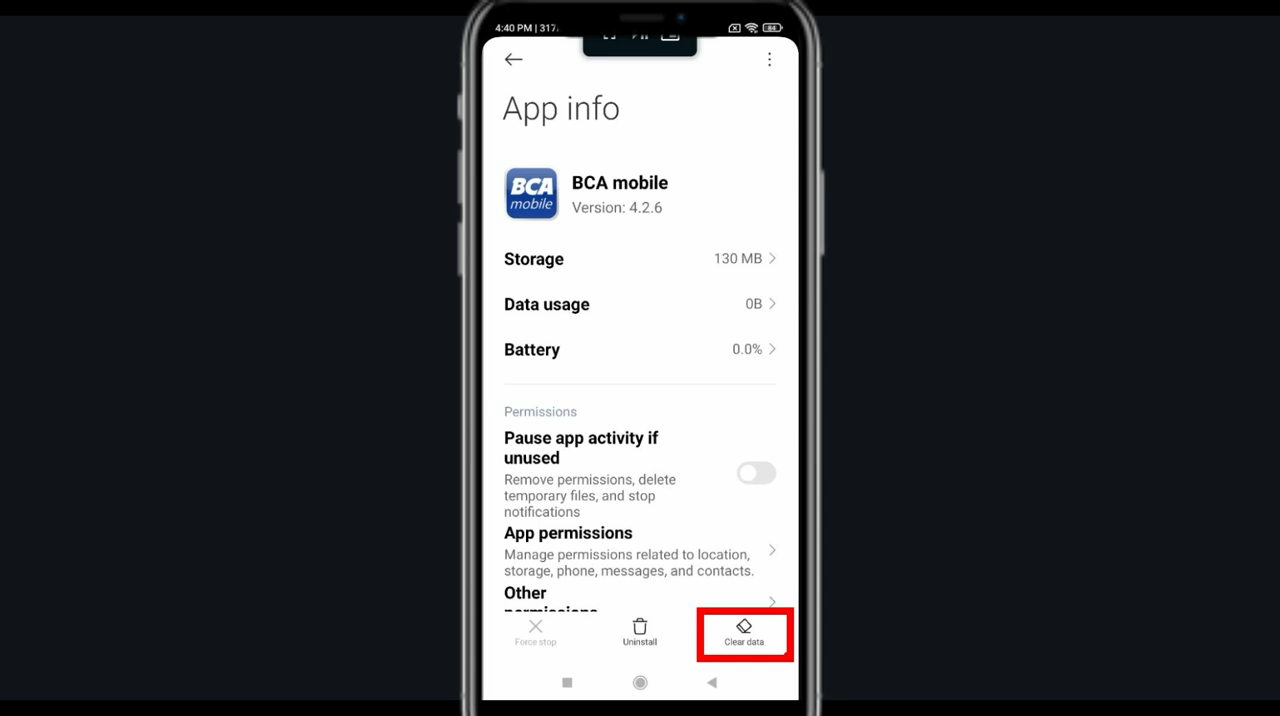 4:40 PM | 317
84
App info
BCA
mobile
BCA mobile
Version: 4.2.6
Storage
130 MB
Data usage
0B
Battery
0.0%
Permissions
Pause app activity if
unused
Remove permissions, delete
temporary files, and stop
notifications
App permissions
Manage permissions related to location,
storage, phone, messages, and contacts.
Other
permissions
Force stop
Uninstall
Clear data